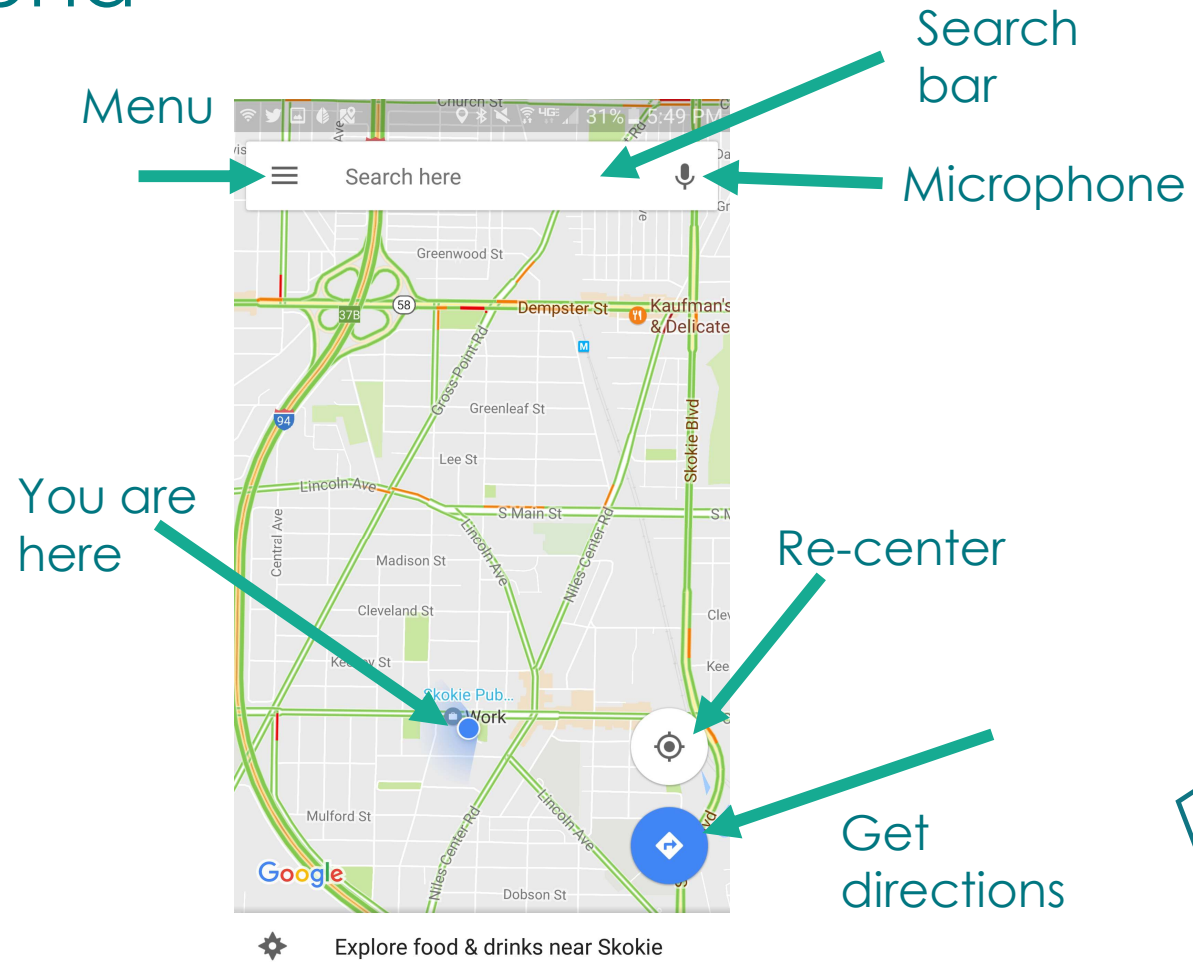 Search
bar
Menu
Church St
4G
31%
5:49 PM
Search here
Microphone
Greenwood St
58
Dempster St
Kaufman's
& Delicate
37B
M
Gross Point Rd
Greenleaf St
94
Skokie Blvd
Lee St
Lincoln Ave
You are
here
S Main St
Central Ave
Lincoln Ave
Niles Center Rd
Madison St
Re-center
Cleveland St
Skokie Pub...
Work
Mulford St
Lincoln Ave
Niles Center Rd
Get
directions
Google
Dobson St
Explore food & drinks near Skokie